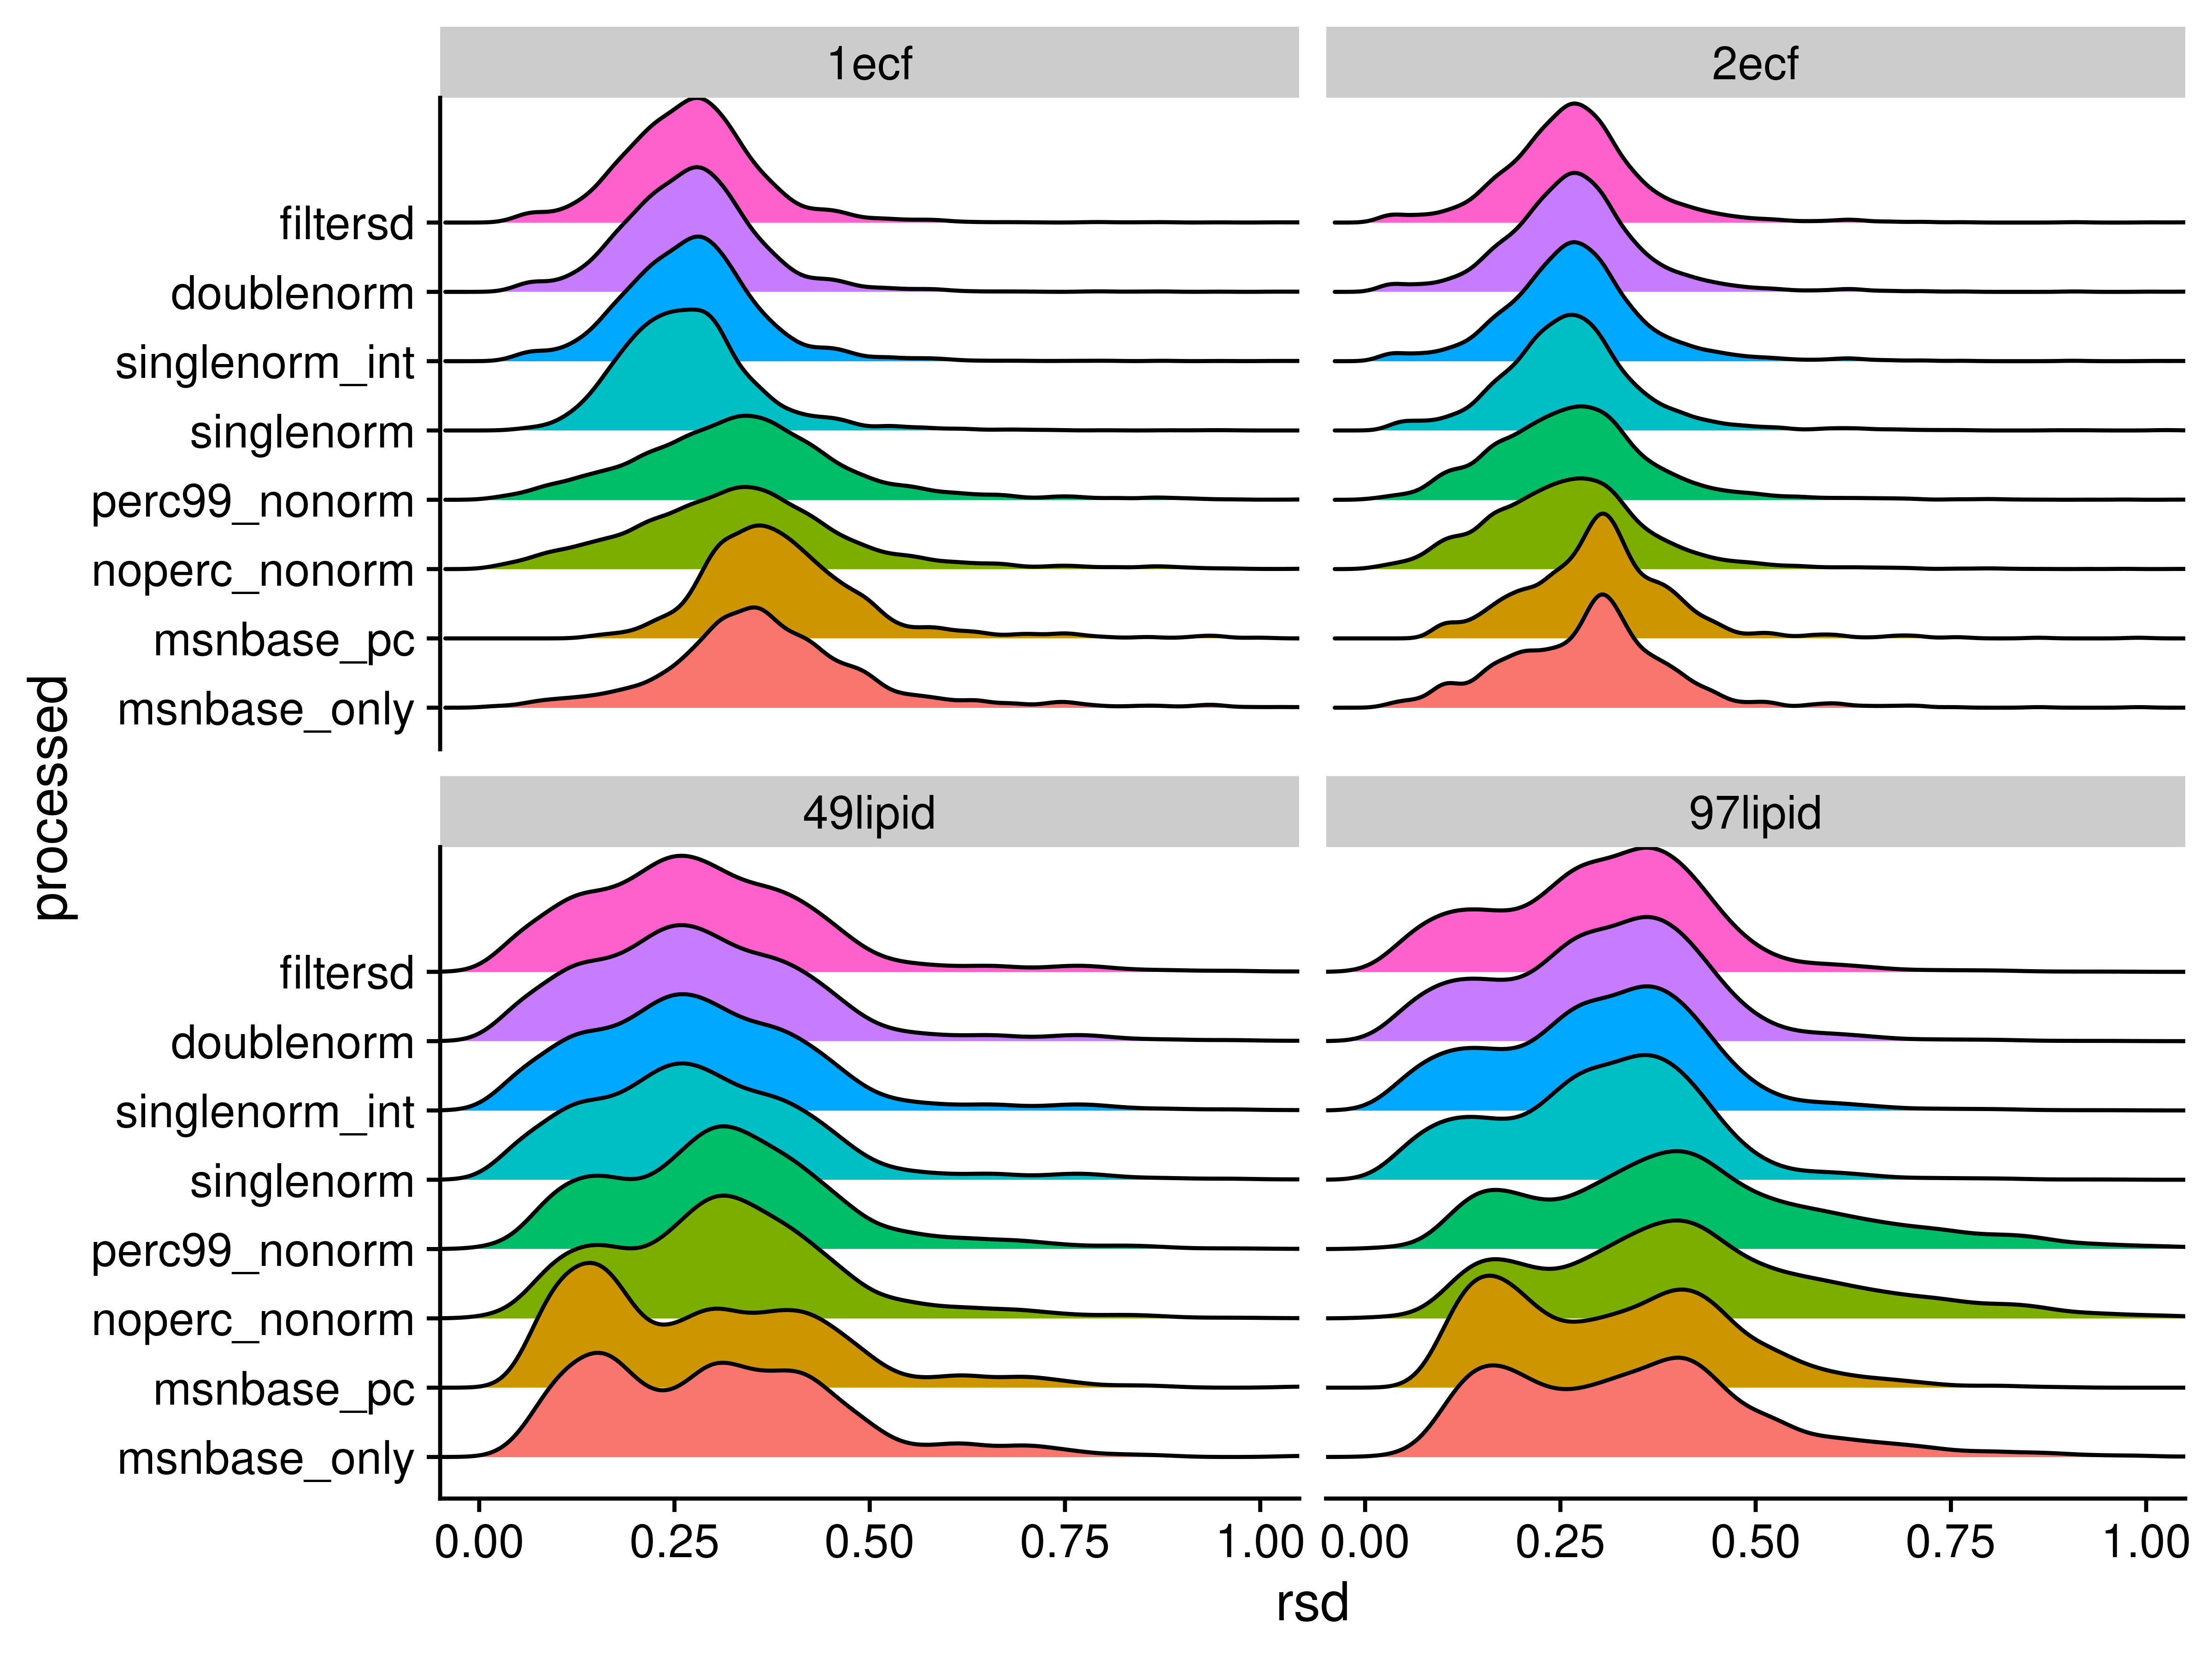 1ecf
2ecf
filtersd
doublenorm
singlenorm_int
singlenorm
perc99_nonorm
noperc_nonorm
msnbase_pc
msnbase_only
processed
49lipid
97lipid
filtersd
doublenorm
singlenorm_int
singlenorm
perc99_nonorm
noperc_nonorm
msnbase_pc
msnbase_only
0.00 0.25 0.50 0.75 1.00
0.00 0.25 0.50 0.75 1.00
rsd